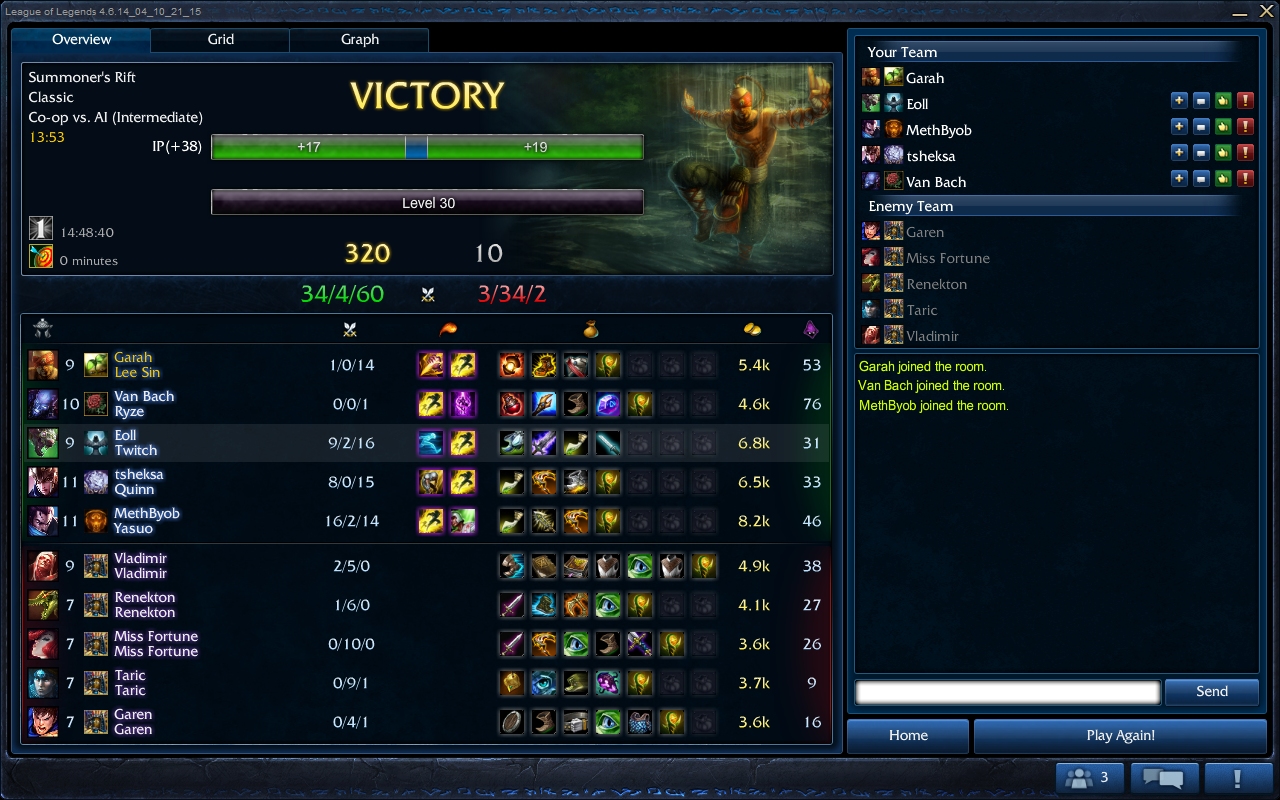 League of Legends 4.6.14_04_10_21_15
Overview
Grid
Graph
Summoner's Rift
Classic
Co-op vs. AI (Intermediate)
13:53
VICTORY
IP(+38)
+17
+19
Level 30
1
14:48:40
0 minutes
320
10
34/4/60
3/34/2
9
Garah
Lee Sin
1/0/14
5.4k
53
10
Van Bach
Ryze
0/0/1
4.6k
76
9
Eoll
Twitch
9/2/16
6.8k
31
11
tsheksa
Quinn
8/0/15
6.5k
33
11
MethByob
Yasuo
16/2/14
8.2k
46
9
Vladimir
Vladimir
2/5/0
4.9k
38
7
Renekton
Renekton
1/6/0
4.1k
27
7
Miss Fortune
Miss Fortune
0/10/0
3.6k
26
7
Taric
Taric
0/9/1
3.7k
9
7
Garen
Garen
0/4/1
3.6k
16
Your Team
Garah
Eoll
MethByob
tsheksa
Van Bach
Enemy Team
Garen
Miss Fortune
Renekton
Taric
Vladimir
Garah joined the room.
Van Bach joined the room.
MethByob joined the room.
Send
Home
Play Again!
3